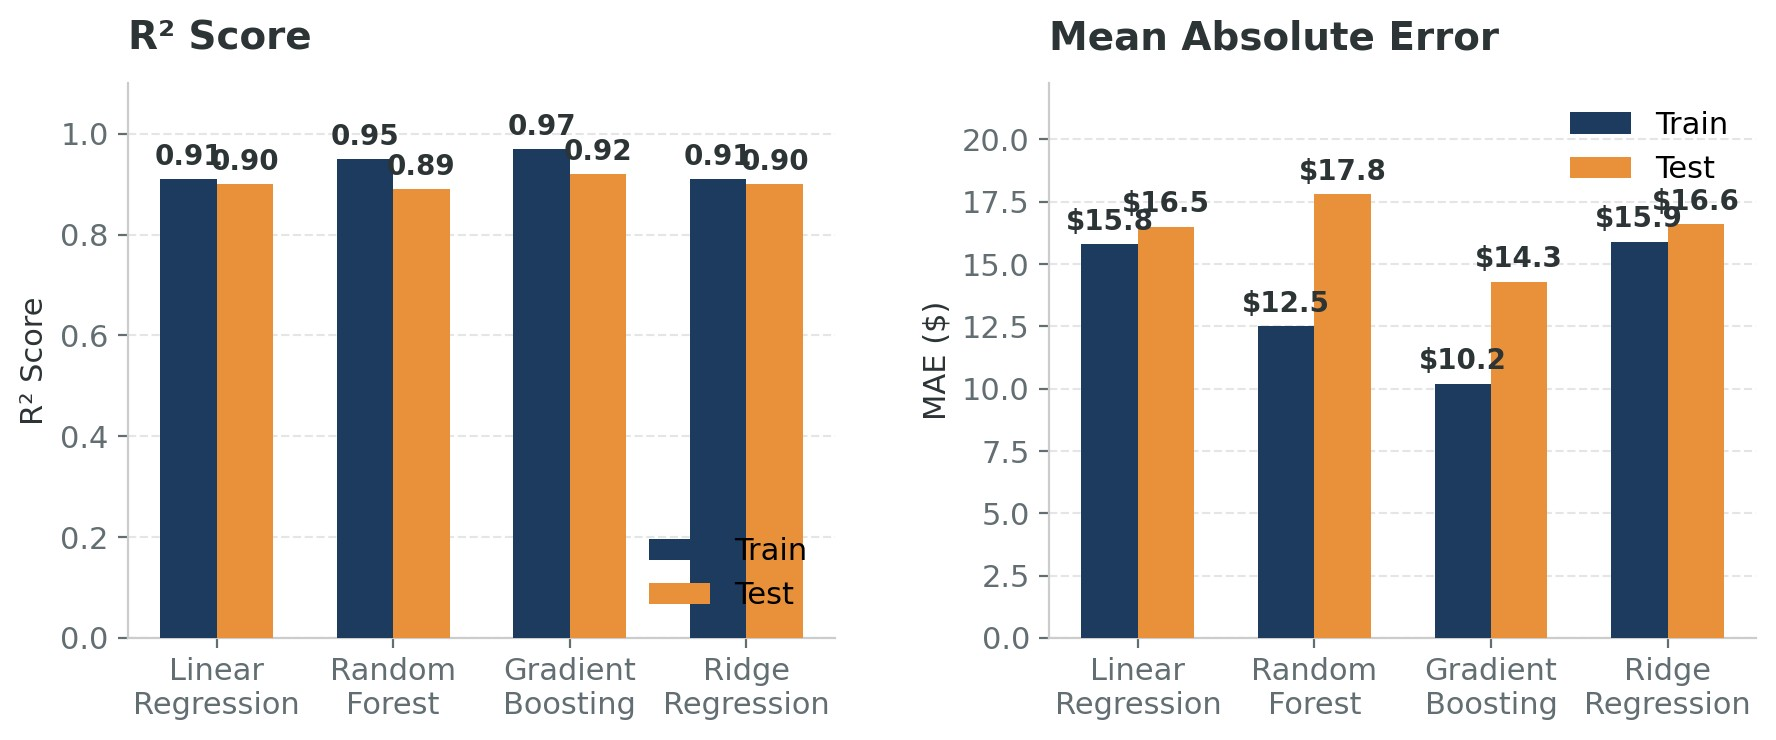 R² Score
R² Score
1.0
0.8
0.6
0.4
0.2
0.0
0.91
0.90
0.95
0.89
0.97
0.92
0.91
0.90
Train
Test
Linear
Regression
Random
Forest
Gradient
Boosting
Ridge
Regression
Mean Absolute Error
MAE ($)
20.0
17.5
15.0
12.5
10.0
7.5
5.0
2.5
0.0
Train
Test
$15.8
$16.5
$12.5
$17.8
$10.2
$14.3
$15.9
$16.6
Linear
Regression
Random
Forest
Gradient
Boosting
Ridge
Regression